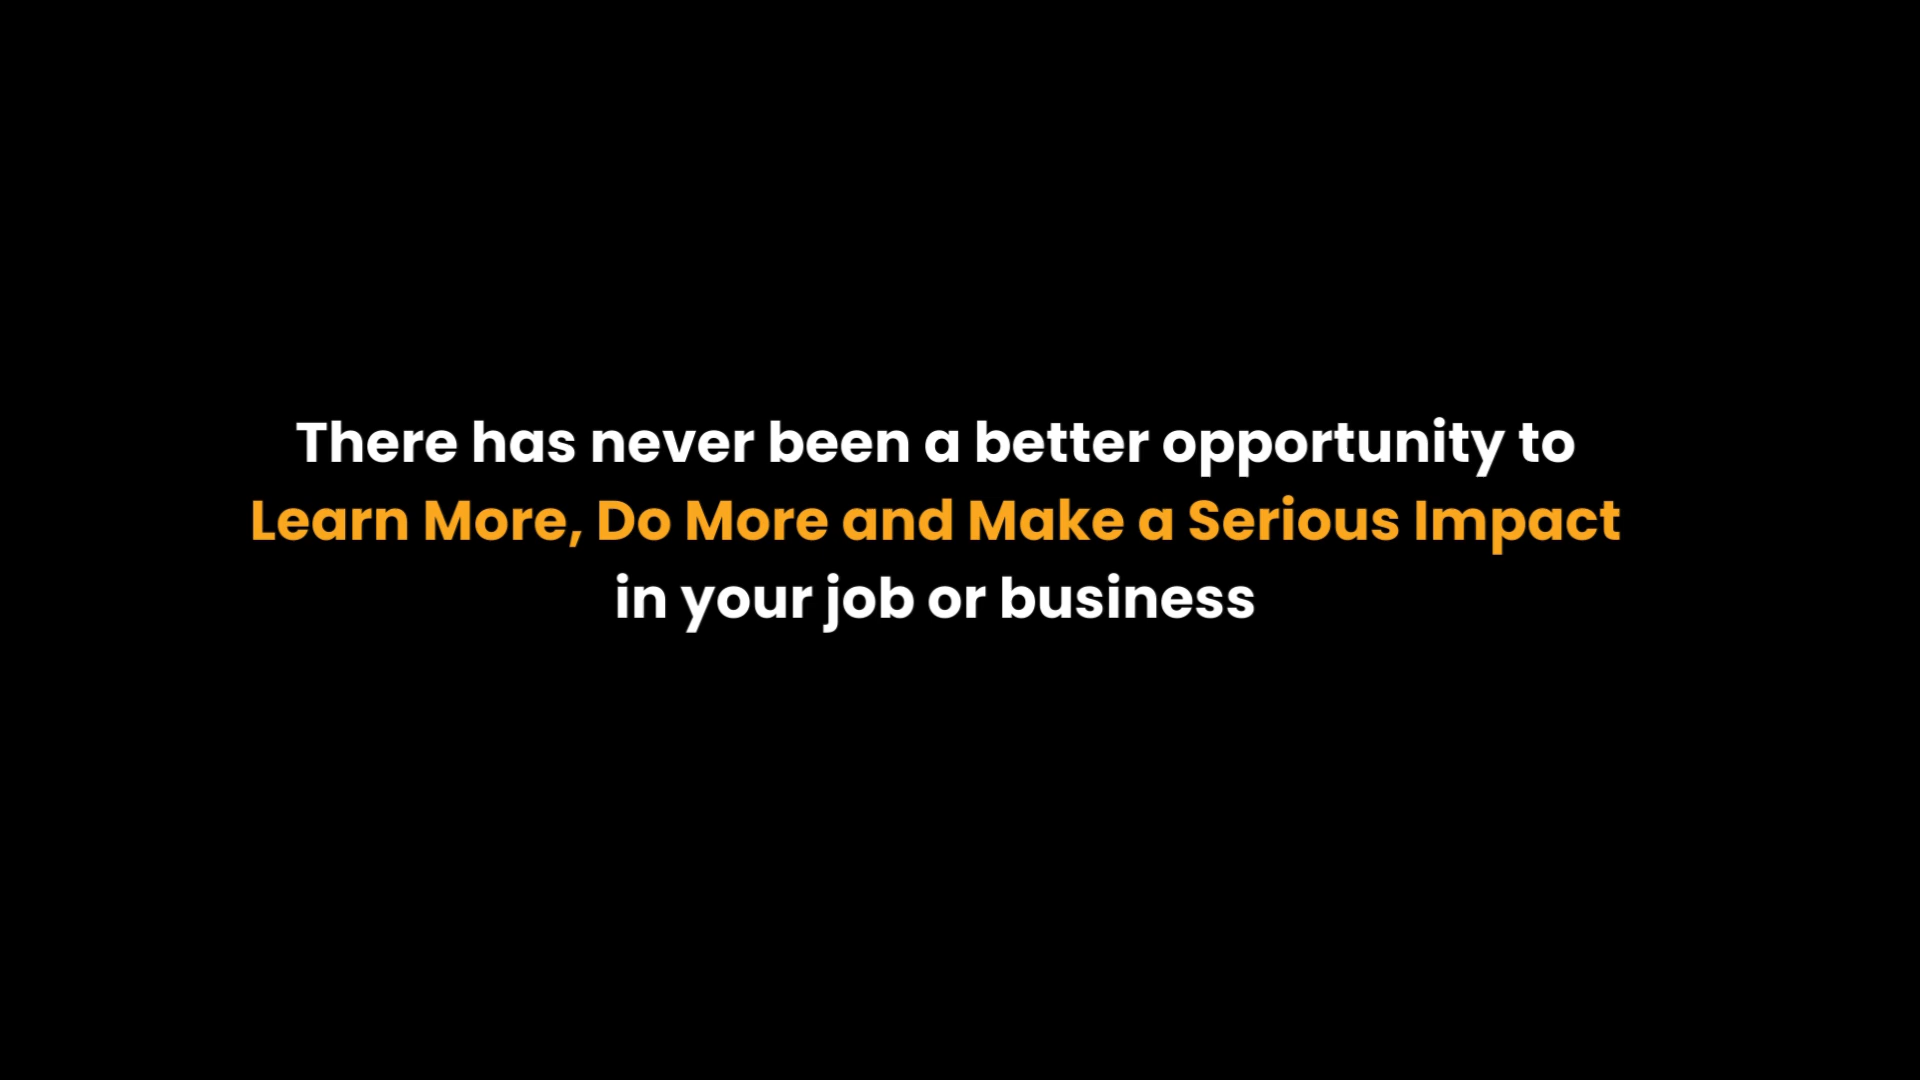 There has never been a better opportunity to
Learn More, Do More and Make a Serious Impact
in your job or business